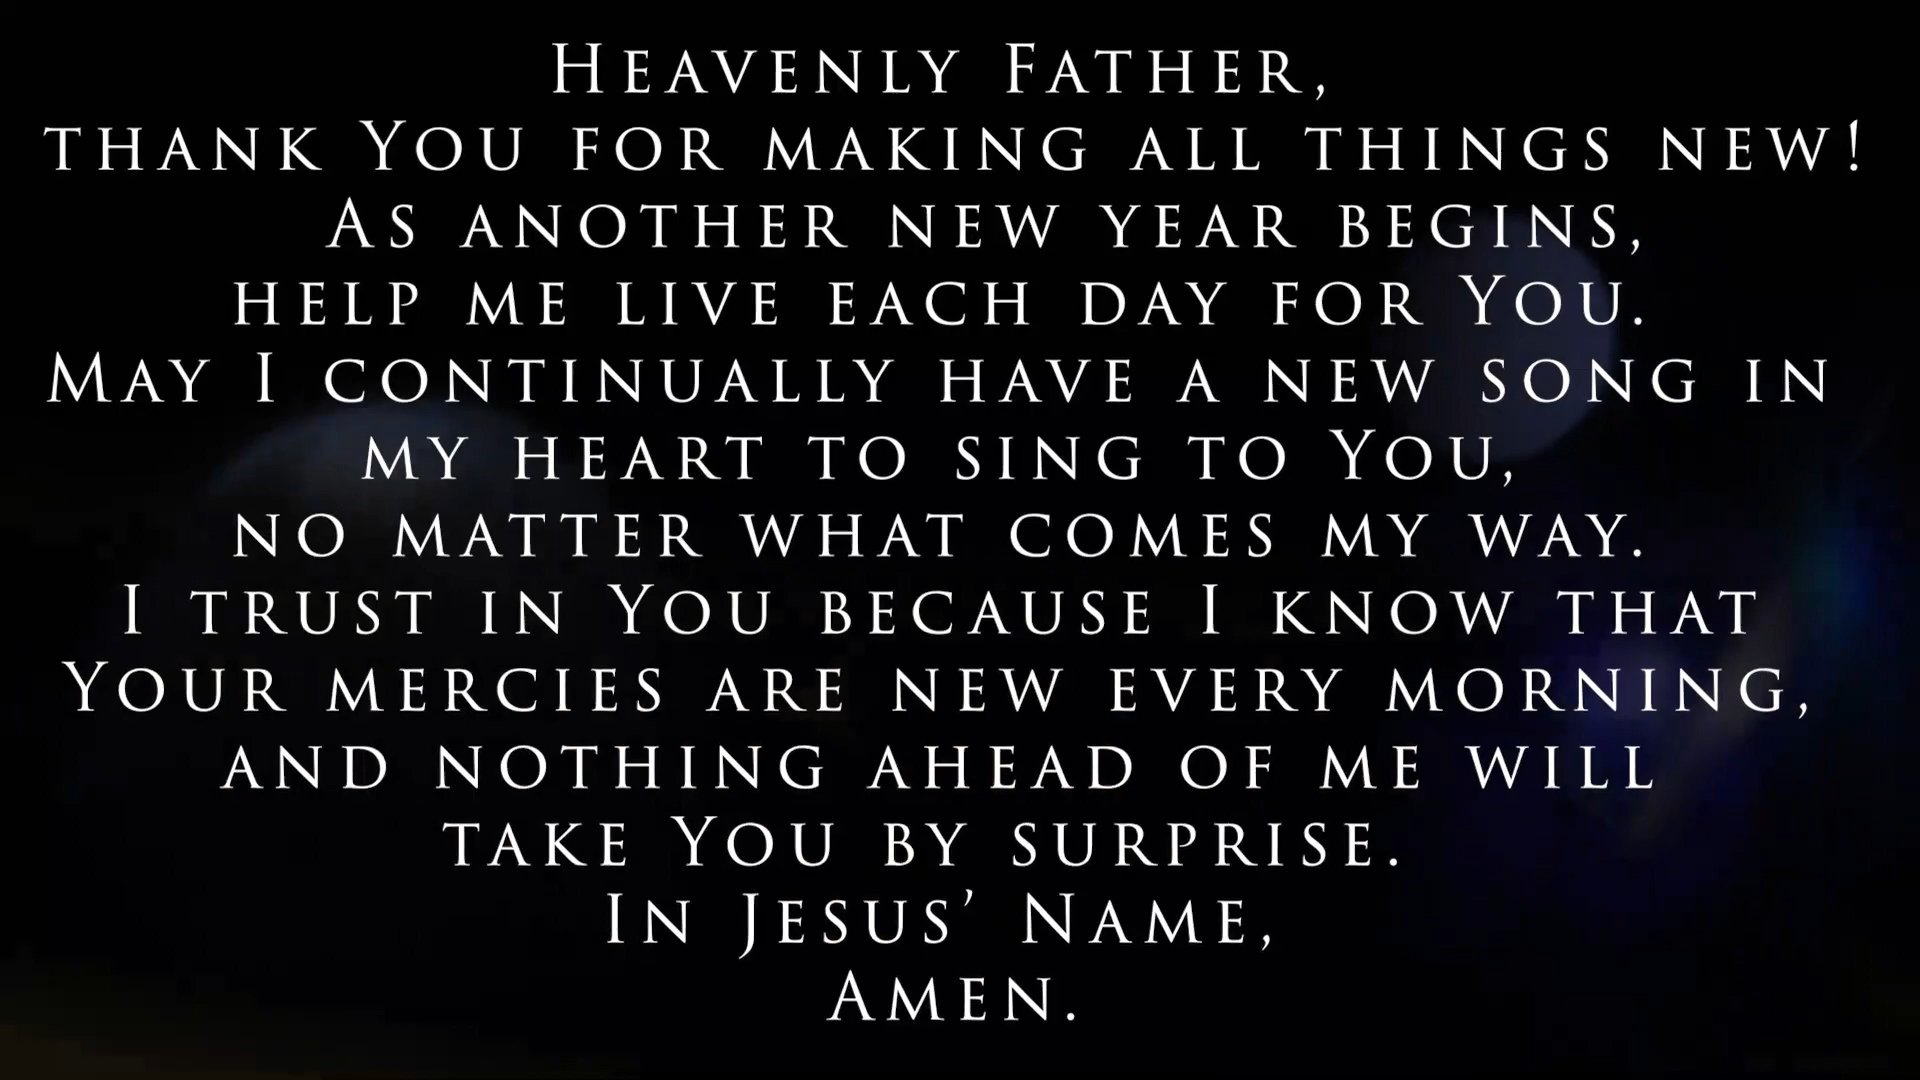 Heavenly Father,
thank You for making all things new!
As another new year begins,
help me live each day for You.
May I continually have a new song in
my heart to sing to You,
no matter what comes my way.
I trust in You because I know that
Your mercies are new every morning,
and nothing ahead of me will
take You by surprise.
In Jesus’ Name,
Amen.